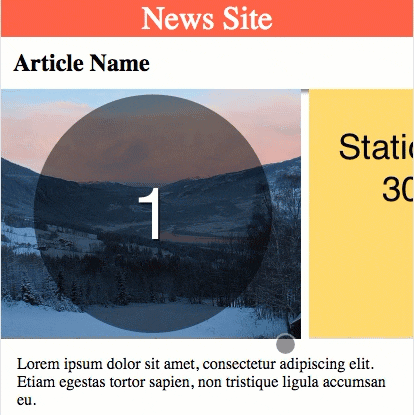 News Site
Article Name
1
Static
30
Lorem ipsum dolor sit amet, consectetur adipiscing elit.
Etiam egestas tortor sapien, non tristique ligula accumsan
eu.